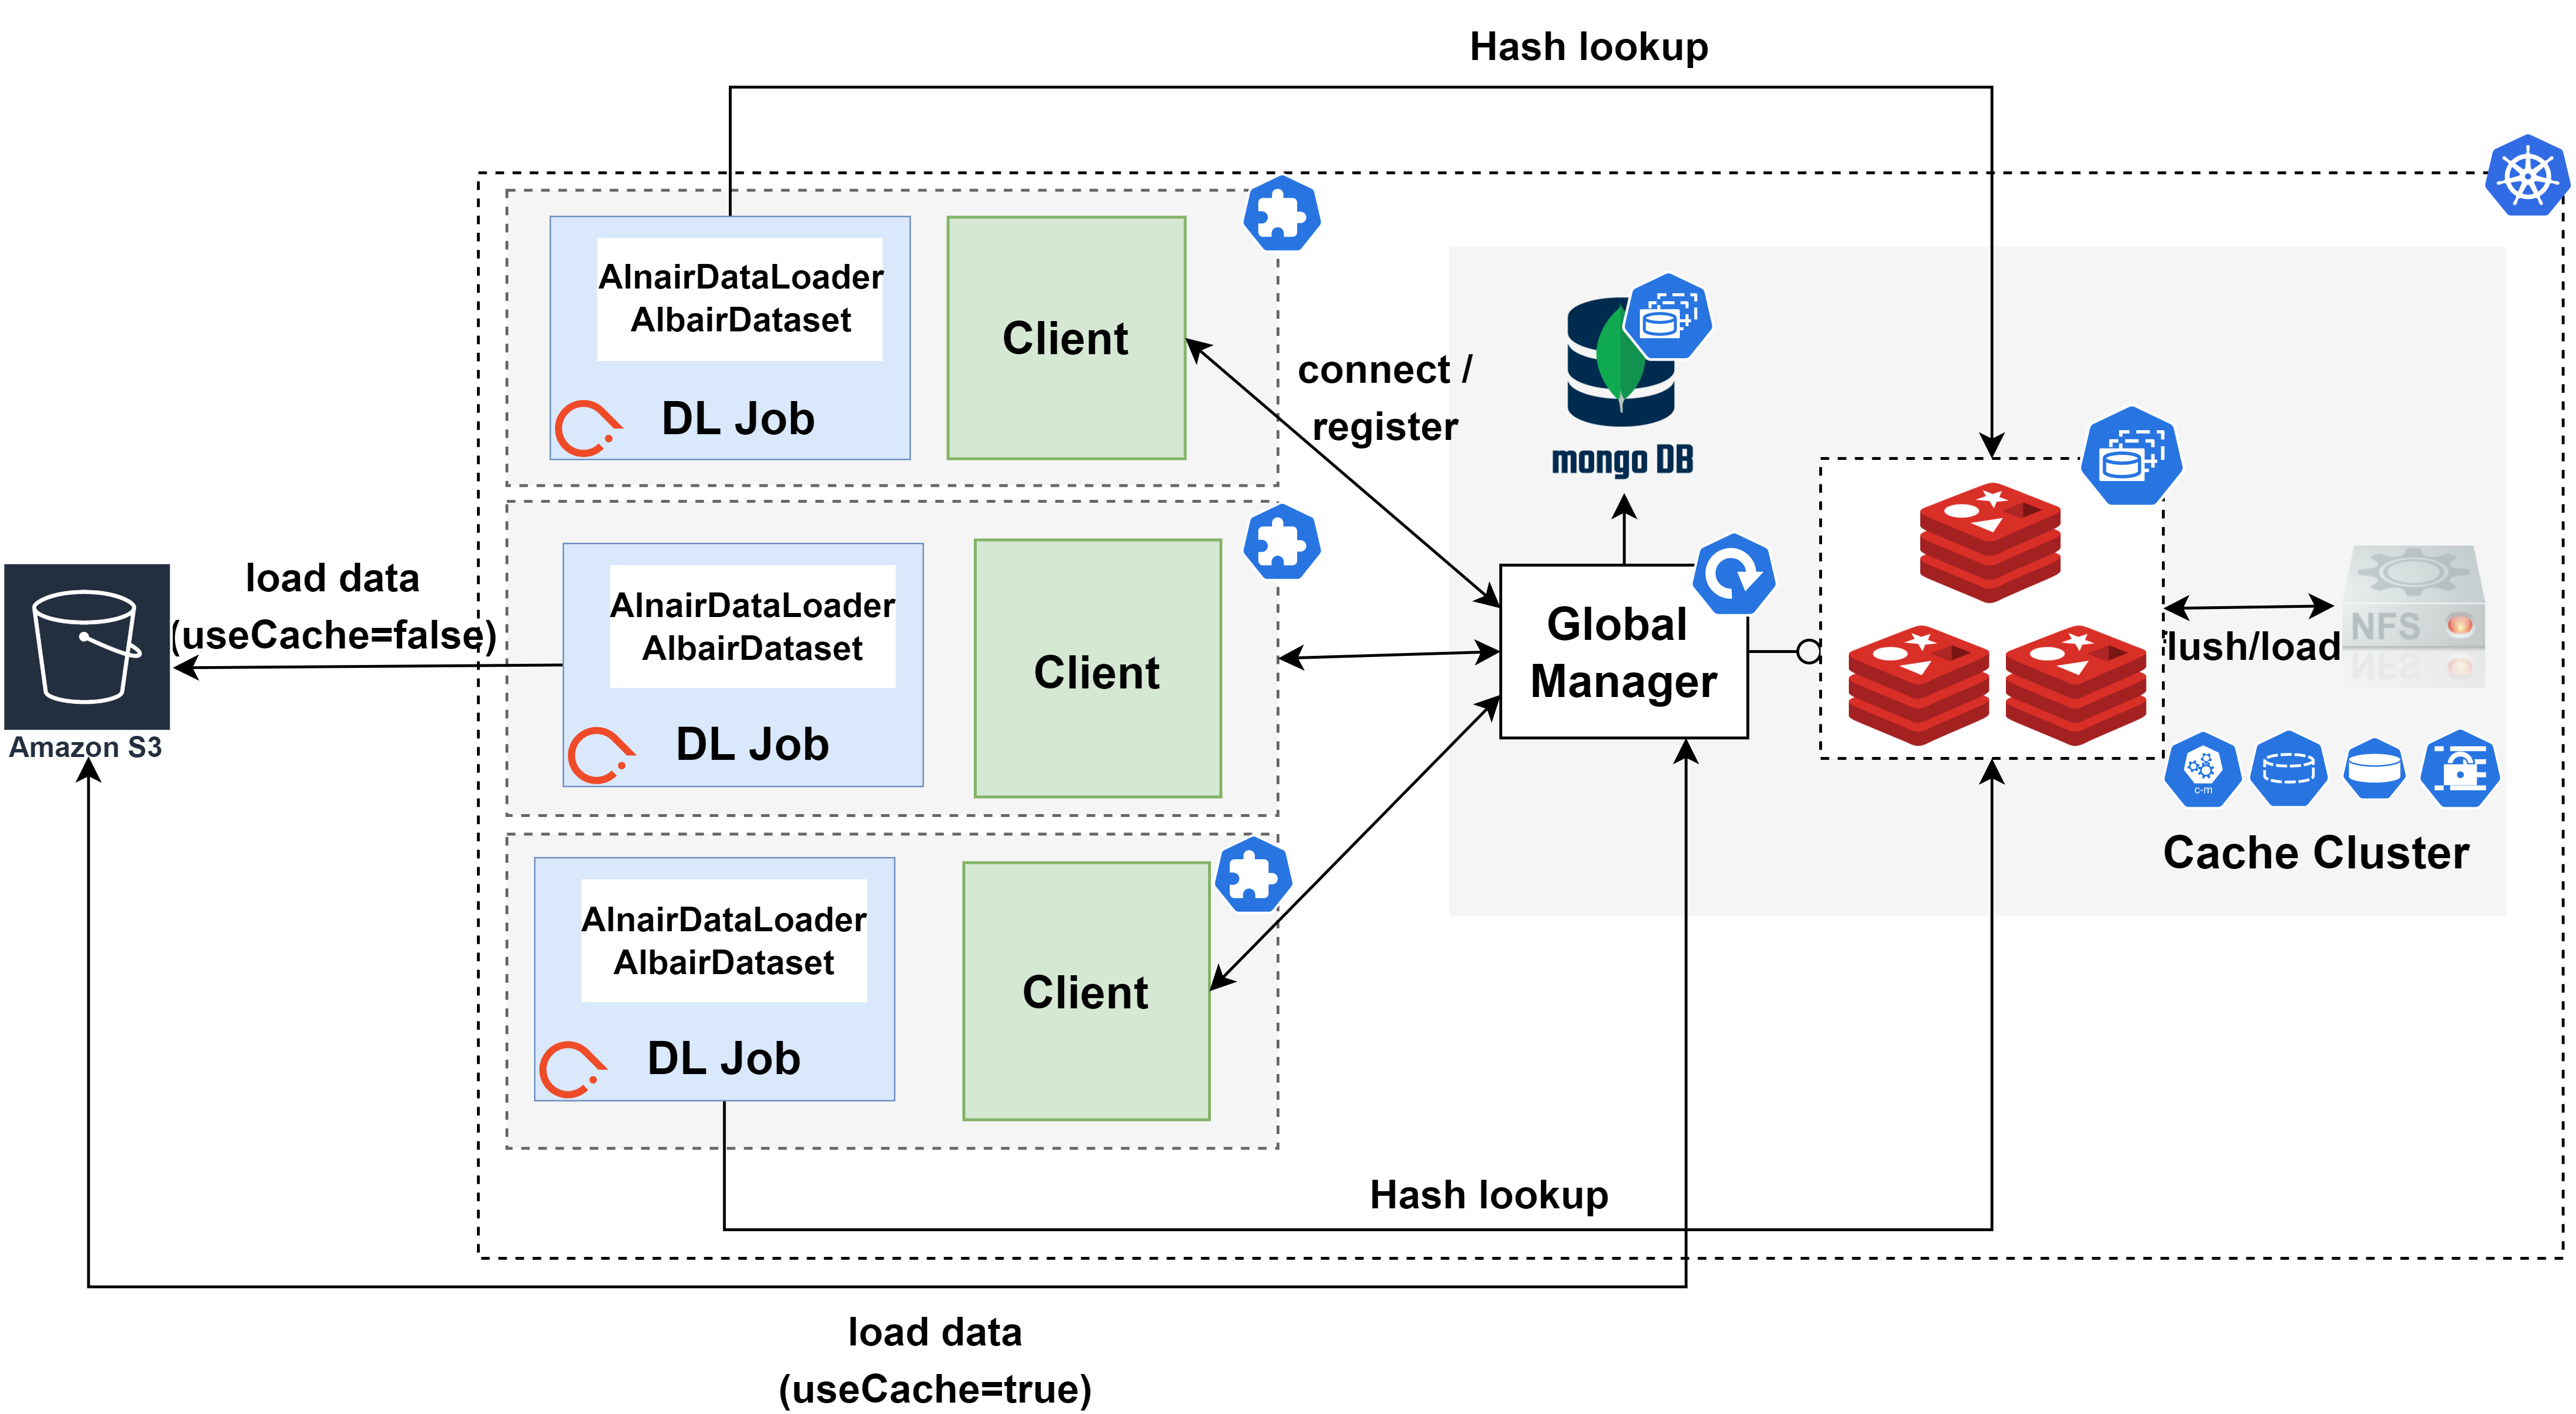 Hash lookup
AlnairDataLoader
AlbairDataset
DL Job
Client
connect /
register
mongo DB
load data
(useCache=false)
Amazon S3
AlnairDataLoader
AlbairDataset
DL Job
Client
Global
Manager
lush/load
NFS
c-m
Cache Cluster
AlnairDataLoader
AlbairDataset
DL Job
Client
Hash lookup
load data
(useCache=true)